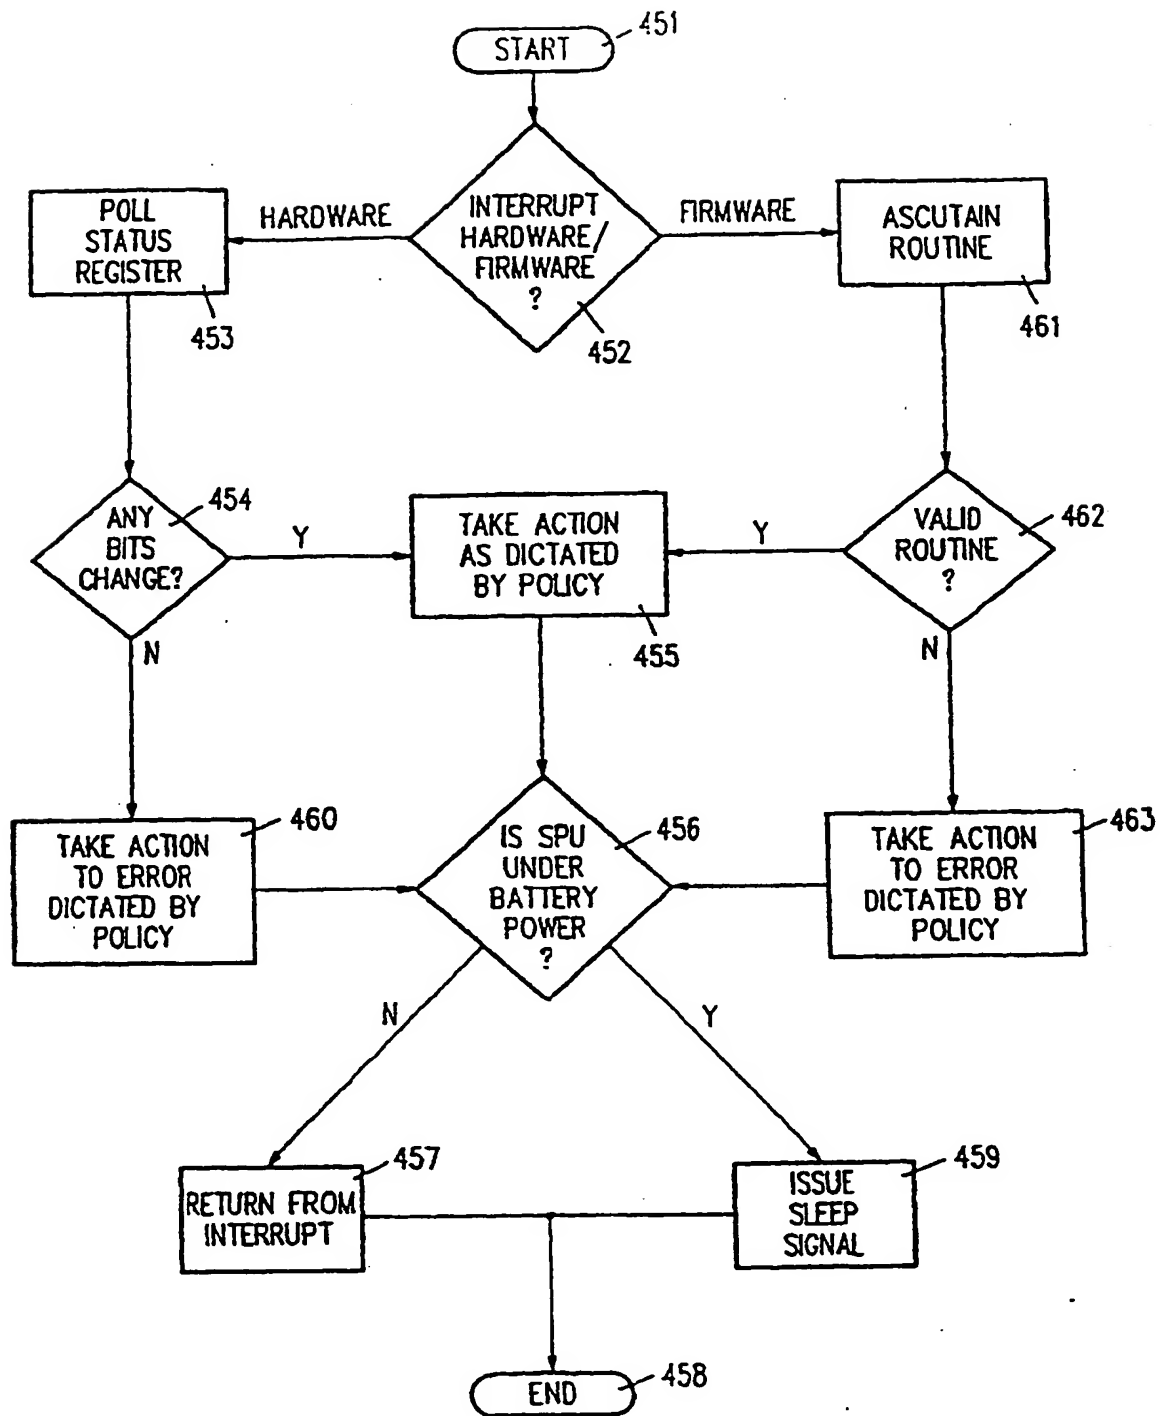 START
451
INTERRUPT
HARDWARE/
FIRMWARE
?
452
HARDWARE
FIRMWARE
POLL
STATUS
REGISTER
453
ASCUTAIN
ROUTINE
461
ANY
BITS
CHANGE?
454
Y
N
TAKE ACTION
AS DICTATED
BY POLICY
455
VALID
ROUTINE
?
462
Y
N
TAKE ACTION
TO ERROR
DICTATED BY
POLICY
460
IS SPU
UNDER
BATTERY
POWER
?
456
TAKE ACTION
TO ERROR
DICTATED BY
POLICY
463
N
Y
RETURN FROM
INTERRUPT
457
ISSUE
SLEEP
SIGNAL
459
END
458